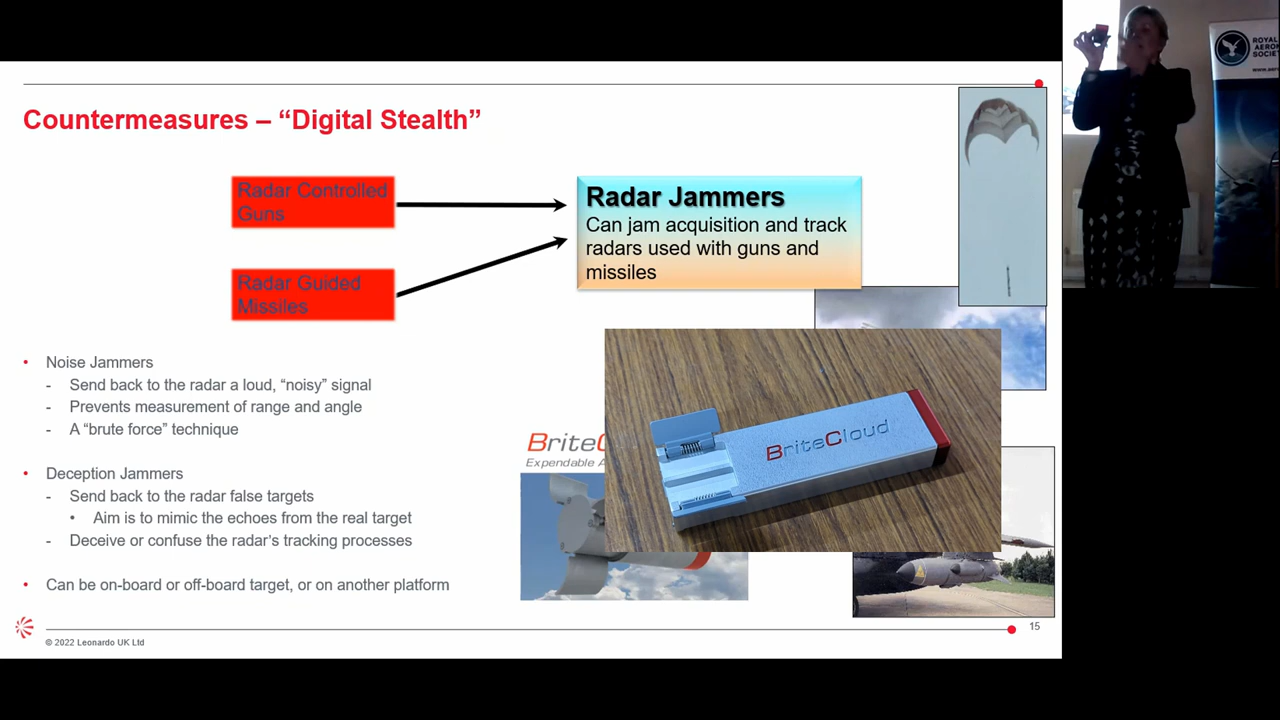 Countermeasures – “Digital Stealth”
Radar Controlled
Guns
Radar Guided
Missiles
Radar Jammers
Can jam acquisition and track
radars used with guns and
missiles
• Noise Jammers
- Send back to the radar a loud, “noisy” signal
- Prevents measurement of range and angle
- A “brute force” technique
• Deception Jammers
- Send back to the radar false targets
• Aim is to mimic the echoes from the real target
- Deceive or confuse the radar’s tracking processes
• Can be on-board or off-board target, or on another platform
BriteC
Expendable A
BriteCloud
© 2022 Leonardo UK Ltd
15
ROYAL
AERO
SOCIE